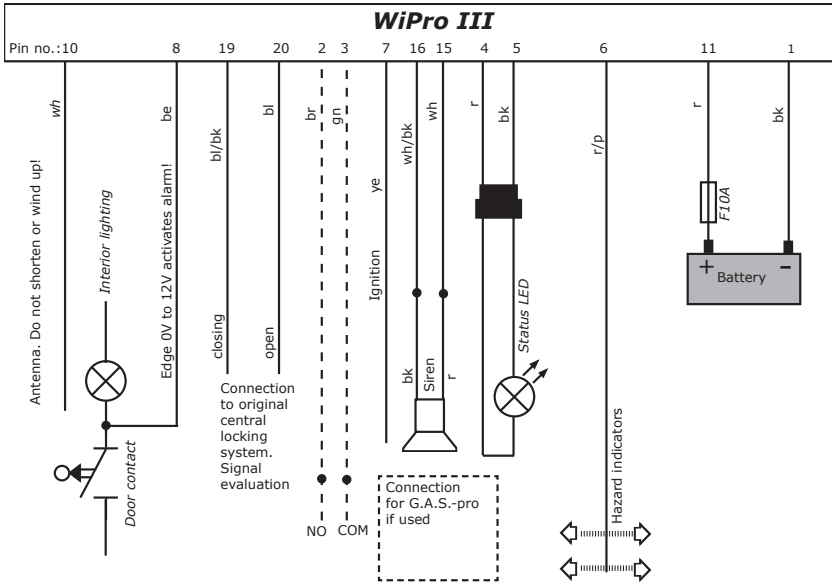 WiPro III
Pin no.:10 8 19 20 2 3 7 16 15 4 5 6 11 1
wh
be
bl/bk
bl
br
gn
ye
wh/bk
wh
r
bk
r/p
r
bk
Antenna. Do not shorten or wind up!
Interior lighting
Edge 0V to 12V activates alarm!
closing
open
Ignition
bk
Siren
r
Status LED
F10A
+ -
Battery
Connection
to original
central
locking
system.
Signal
evaluation
Door contact
NO COM
Connection
for G.A.S.-pro
if used
Hazard indicators